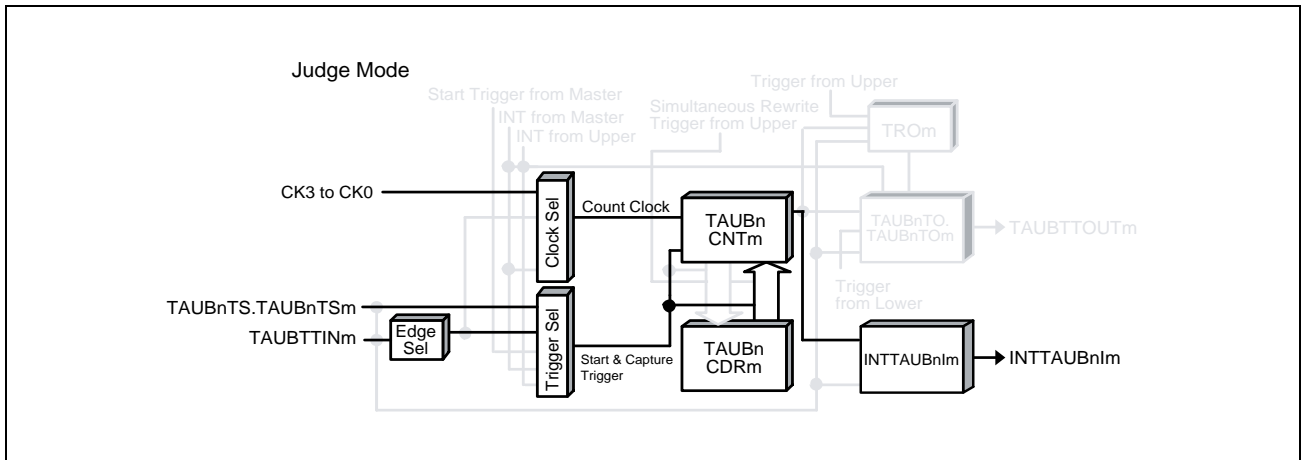 Judge Mode
Trigger from Upper
Start Trigger from Master
Simultaneous Rewrite
Trigger from Upper
INT from Master
INT from Upper
TROm
CK3 to CK0
Clock Sel
Count Clock
TAUBn
CNTm
TAUBnTO.
TAUBnTOm
TAUBTTOUTm
Trigger
from Lower
TAUBnTS.TAUBnTSm
TAUBTTINm
Edge
Sel
Trigger Sel
Start & Capture
Trigger
TAUBn
CDRm
INTTAUBnIm
INTTAUBnIm